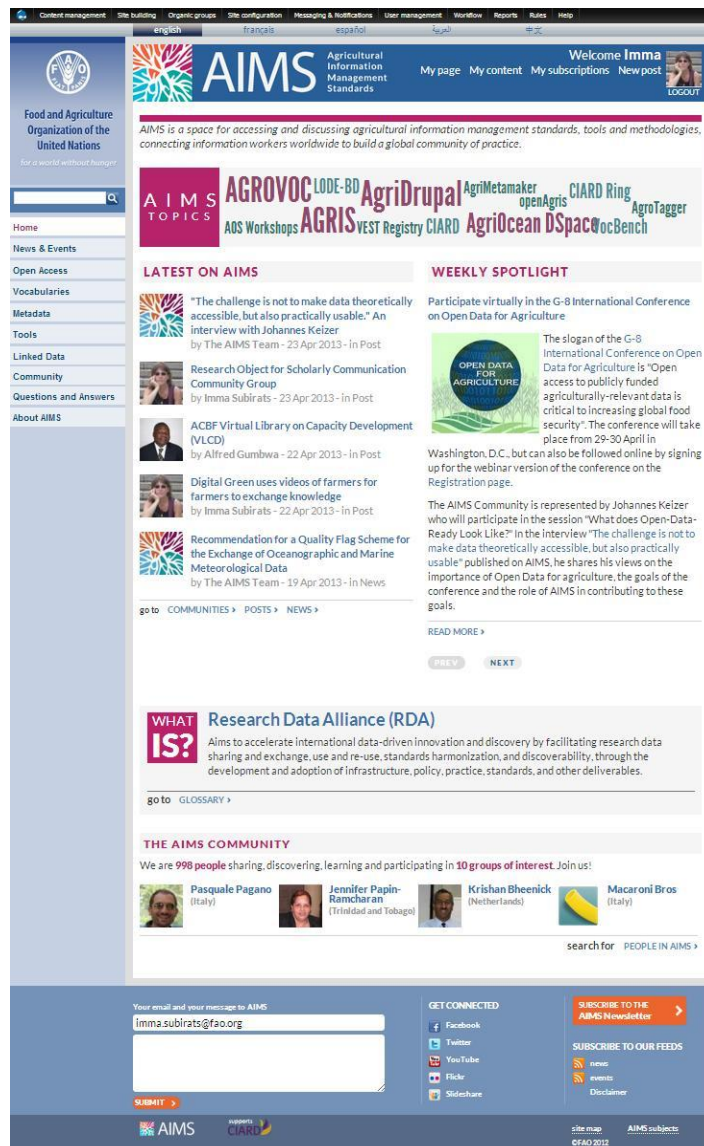 Content management Site building Organic groups Site configuration Messaging & Notifications User management Workflow Reports Rules Help
english français español العربية 中文
Food and Agriculture
Organization of the
United Nations
for a world without hunger
Home
News & Events
Open Access
Vocabularies
Metadata
Tools
Linked Data
Community
Questions and Answers
About AIMS
AIMS
Agricultural
Information
Management
Standards
Welcome Imma
My page My content My subscriptions New post
LOGOUT
AIMS is a space for accessing and discussing agricultural information management standards, tools and methodologies,
connecting information workers worldwide to build a global community of practice.
AIMS
TOPICS
AGROVOC LODE-BD AgriDrupal AgriMetamaker openAgris CIARD Ring AgroTagger
AOS Workshops AGRIS VEST Registry CIARD AgriOcean DSpace VocBench
LATEST ON AIMS
"The challenge is not to make data theoretically
accessible, but also practically usable." An
interview with Johannes Keizer
by The AIMS Team - 23 Apr 2013 - in Post
Research Object for Scholarly Communication
Community Group
by Imma Subirats - 23 Apr 2013 - in Post
ACBF Virtual Library on Capacity Development
(VLCD)
by Alfred Gumbwa - 22 Apr 2013 - in Post
Digital Green uses videos of farmers for
farmers to exchange knowledge
by Imma Subirats - 22 Apr 2013 - in Post
Recommendation for a Quality Flag Scheme for
the Exchange of Oceanographic and Marine
Meteorological Data
by The AIMS Team - 19 Apr 2013 - in News
go to COMMUNITIES › POSTS › NEWS ›
WEEKLY SPOTLIGHT
Participate virtually in the G-8 International Conference
on Open Data for Agriculture
OPEN DATA
FOR
AGRICULTURE
The slogan of the G-8
International Conference on Open
Data for Agriculture is "Open
access to publicly funded
agriculturally-relevant data is
critical to increasing global food
security". The conference will take
place from 29-30 April in
Washington, D.C., but can also be followed online by signing
up for the webinar version of the conference on the
Registration page.
The AIMS Community is represented by Johannes Keizer
who will participate in the session "What does Open-Data-
Ready Look Like?" In the interview "The challenge is not to
make data theoretically accessible, but also practically
usable" published on AIMS, he shares his views on the
importance of Open Data for agriculture, the goals of the
conference and the role of AIMS in contributing to these
goals.
READ MORE ›
PREV NEXT
WHAT
IS?
Research Data Alliance (RDA)
Aims to accelerate international data-driven innovation and discovery by facilitating research data
sharing and exchange, use and re-use, standards harmonization, and discoverability, through the
development and adoption of infrastructure, policy, practice, standards, and other deliverables.
go to GLOSSARY ›
THE AIMS COMMUNITY
We are 998 people sharing, discovering, learning and participating in 10 groups of interest. Join us!
Pasquale Pagano
(Italy)
Jennifer Papin-
Ramcharan
(Trinidad and Tobago)
Krishan Bheenick
(Netherlands)
Macaroni Bros
(Italy)
search for PEOPLE IN AIMS ›
Your email and your message to AIMS
imma.subirats@fao.org
SUBMIT ›
GET CONNECTED
Facebook
Twitter
YouTube
Flickr
Slideshare
SUBSCRIBE TO THE
AIMS Newsletter
SUBSCRIBE TO OUR FEEDS
news
events
Disclaimer
AIMS
supports
CIARD
site map AIMS subjects
©FAO 2012